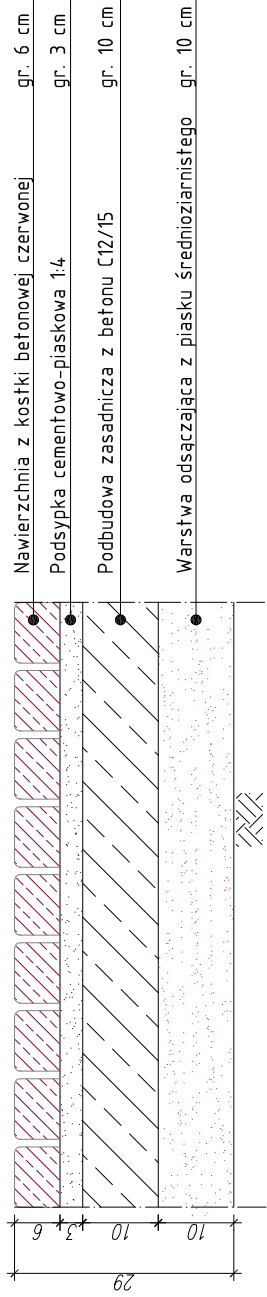 Nawierzchnia z kostki betonowej czerwonej gr. 6 cm
Podsypka cementowo-piaskowa 1:4 gr. 3 cm
Podbudowa zasadnicza z betonu C12/15 gr. 10 cm
Warstwa odsączająca z piasku średnioziarnistego gr. 10 cm
6
3
10
10
29